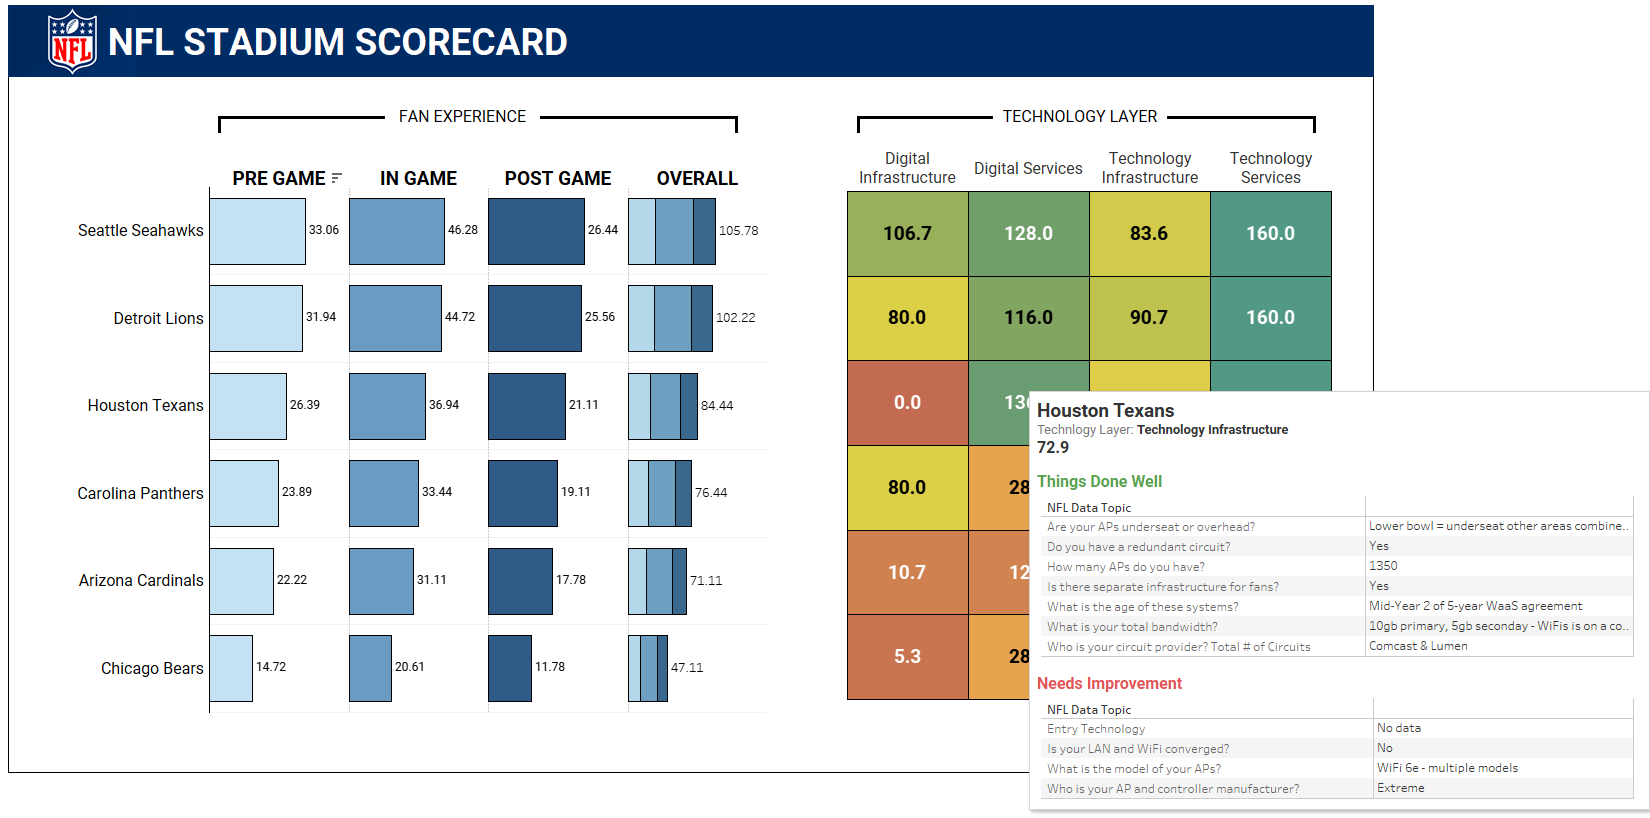 NFL
NFL STADIUM SCORECARD
FAN EXPERIENCE
PRE GAME IN GAME POST GAME OVERALL
Seattle Seahawks 33.06 46.28 26.44 105.78
Detroit Lions 31.94 44.72 25.56 102.22
Houston Texans 26.39 36.94 21.11 84.44
Carolina Panthers 23.89 33.44 19.11 76.44
Arizona Cardinals 22.22 31.11 17.78 71.11
Chicago Bears 14.72 20.61 11.78 47.11
TECHNOLOGY LAYER
Digital Infrastructure Digital Services Technology Infrastructure Technology Services
106.7 128.0 83.6 160.0
80.0 116.0 90.7 160.0
0.0
80.0 28
10.7 12
5.3 28
Houston Texans
Technlogy Layer: Technology Infrastructure
72.9
Things Done Well
NFL Data Topic
Are your APs underseat or overhead? Lower bowl = underseat other areas combine..
Do you have a redundant circuit? Yes
How many APs do you have? 1350
Is there separate infrastructure for fans? Yes
What is the age of these systems? Mid-Year 2 of 5-year WaaS agreement
What is your total bandwidth? 10gb primary, 5gb seconday - WiFis is on a co..
Who is your circuit provider? Total # of Circuits Comcast & Lumen
Needs Improvement
NFL Data Topic
Entry Technology No data
Is your LAN and WiFi converged? No
What is the model of your APs? WiFi 6e - multiple models
Who is your AP and controller manufacturer? Extreme